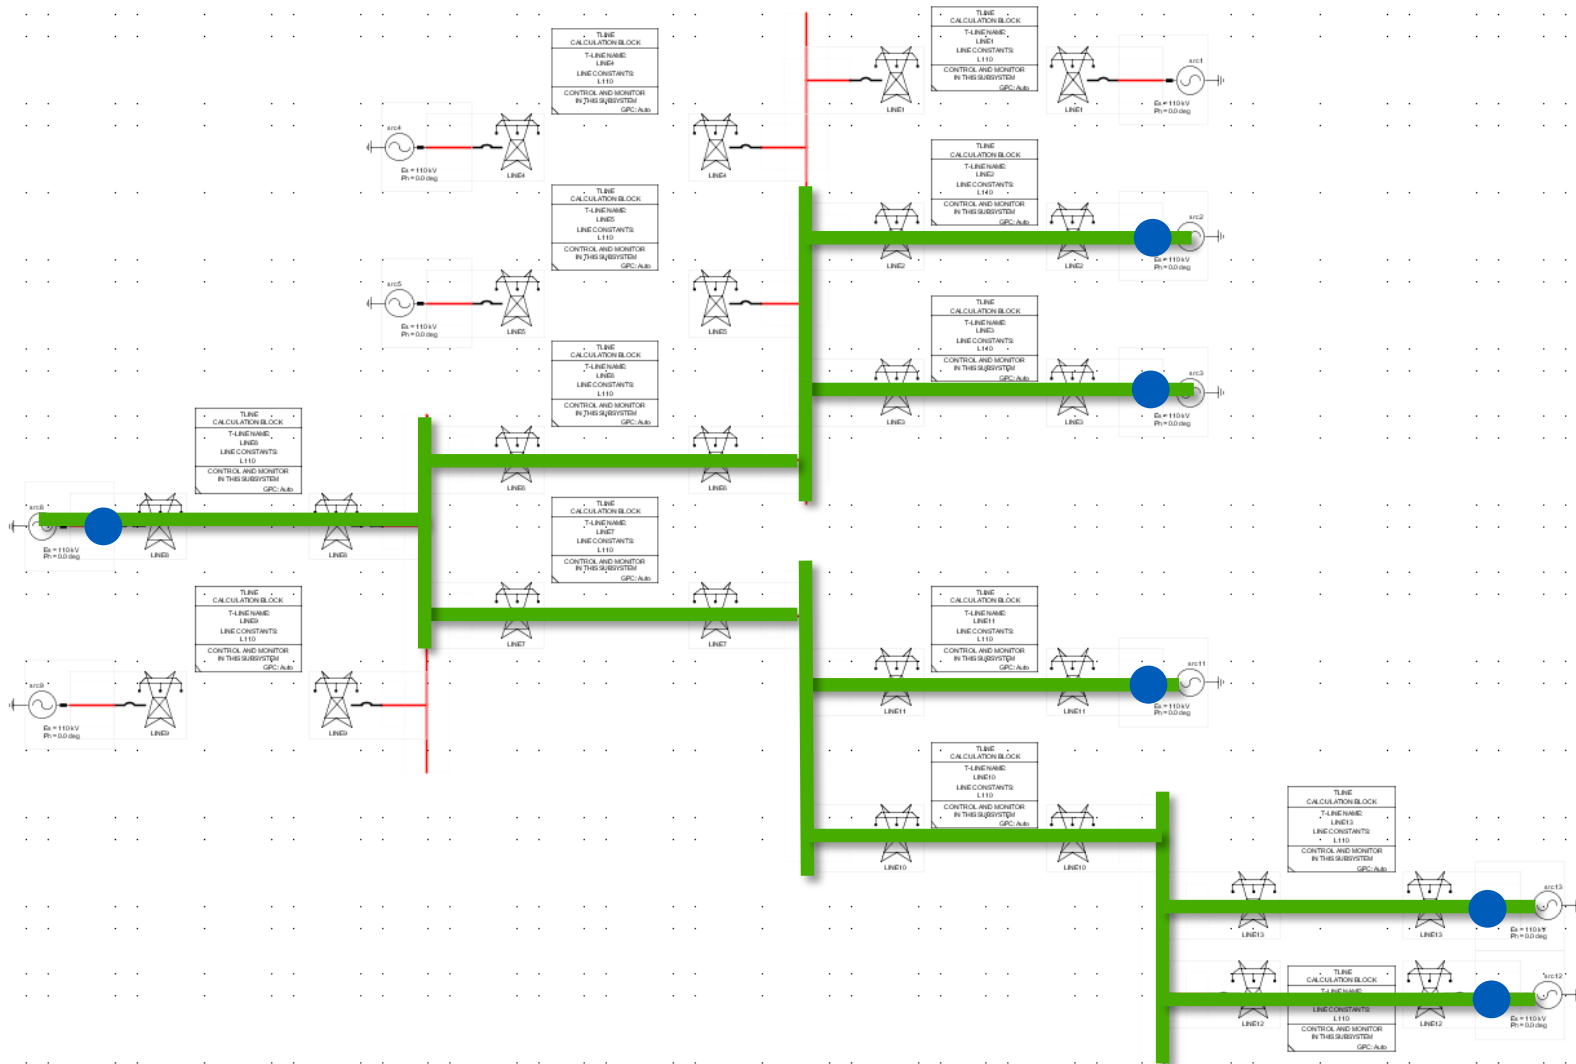 TLINE
CALCULATION BLOCK
T-LINE NAME:
LINE1
LINE CONSTANTS:
L110
CONTROL AND MONITOR
IN THIS SUBSYSTEM
GPC: Auto
LINE1
LINE1
src1
Es = 110 kV
Ph = 0.0 deg
TLINE
CALCULATION BLOCK
T-LINE NAME:
LINE4
LINE CONSTANTS:
L110
CONTROL AND MONITOR
IN THIS SUBSYSTEM
GPC: Auto
src4
Es = 110 kV
Ph = 0.0 deg
LINE4
LINE4
TLINE
CALCULATION BLOCK
T-LINE NAME:
LINE2
LINE CONSTANTS:
L140
CONTROL AND MONITOR
IN THIS SUBSYSTEM
GPC: Auto
LINE2
LINE2
src2
Es = 110 kV
Ph = 0.0 deg
TLINE
CALCULATION BLOCK
T-LINE NAME:
LINE5
LINE CONSTANTS:
L110
CONTROL AND MONITOR
IN THIS SUBSYSTEM
GPC: Auto
src5
Es = 110 kV
Ph = 0.0 deg
LINE5
LINE5
TLINE
CALCULATION BLOCK
T-LINE NAME:
LINE3
LINE CONSTANTS:
L140
CONTROL AND MONITOR
IN THIS SUBSYSTEM
GPC: Auto
LINE3
LINE3
src3
Es = 110 kV
Ph = 0.0 deg
TLINE
CALCULATION BLOCK
T-LINE NAME:
LINE6
LINE CONSTANTS:
L110
CONTROL AND MONITOR
IN THIS SUBSYSTEM
GPC: Auto
LINE6
LINE6
TLINE
CALCULATION BLOCK
T-LINE NAME:
LINE8
LINE CONSTANTS:
L110
CONTROL AND MONITOR
IN THIS SUBSYSTEM
GPC: Auto
src8
Es = 110 kV
Ph = 0.0 deg
LINE8
LINE8
TLINE
CALCULATION BLOCK
T-LINE NAME:
LINE7
LINE CONSTANTS:
L110
CONTROL AND MONITOR
IN THIS SUBSYSTEM
GPC: Auto
LINE7
LINE7
TLINE
CALCULATION BLOCK
T-LINE NAME:
LINE9
LINE CONSTANTS:
L110
CONTROL AND MONITOR
IN THIS SUBSYSTEM
GPC: Auto
src9
Es = 110 kV
Ph = 0.0 deg
LINE9
LINE9
TLINE
CALCULATION BLOCK
T-LINE NAME:
LINE11
LINE CONSTANTS:
L110
CONTROL AND MONITOR
IN THIS SUBSYSTEM
GPC: Auto
LINE11
LINE11
src11
Es = 110 kV
Ph = 0.0 deg
TLINE
CALCULATION BLOCK
T-LINE NAME:
LINE10
LINE CONSTANTS:
L110
CONTROL AND MONITOR
IN THIS SUBSYSTEM
GPC: Auto
LINE10
LINE10
TLINE
CALCULATION BLOCK
T-LINE NAME:
LINE13
LINE CONSTANTS:
L110
CONTROL AND MONITOR
IN THIS SUBSYSTEM
GPC: Auto
LINE13
LINE13
src13
Es = 110 kV
Ph = 0.0 deg
TLINE
CALCULATION BLOCK
T-LINE NAME:
LINE CONSTANTS:
L110
CONTROL AND MONITOR
IN THIS SUBSYSTEM
GPC: Auto
LINE12
LINE12
src12
Es = 110 kV
Ph = 0.0 deg